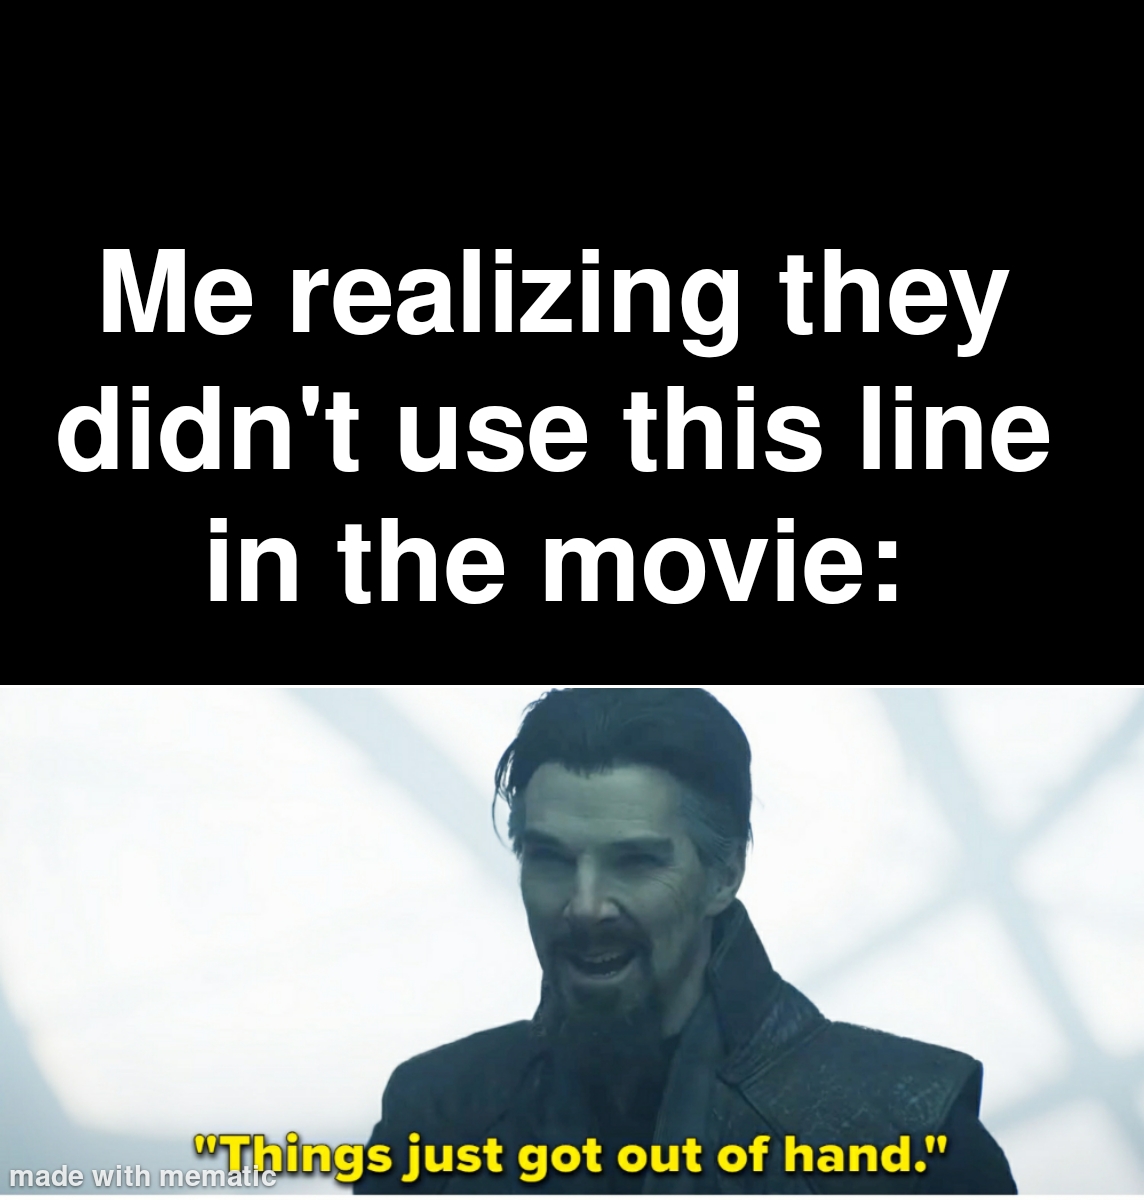 Me realizing they
didn't use this line
in the movie:
"Things just got out of hand."
made with mematic